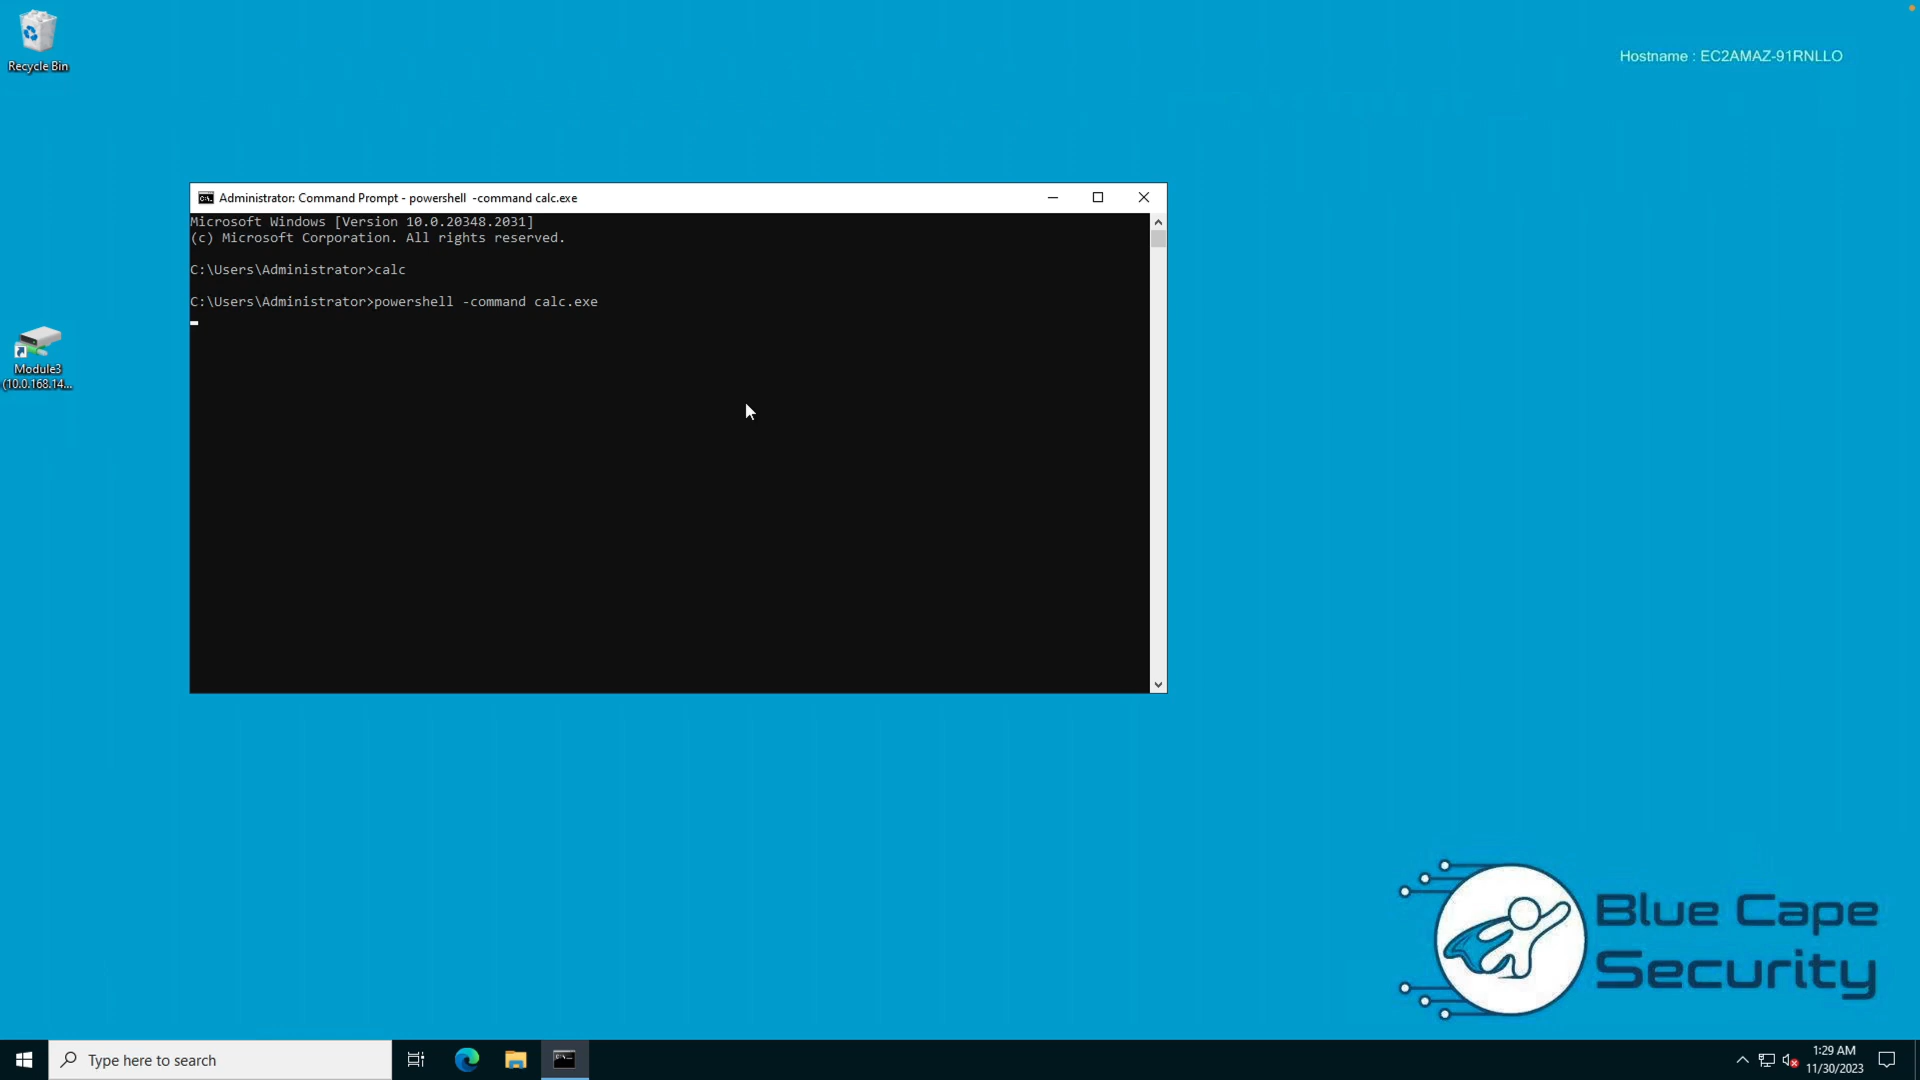 Recycle Bin
Hostname : EC2AMAZ-91RNLLO
Administrator: Command Prompt - powershell  -command calc.exe
Microsoft Windows [Version 10.0.20348.2031]
(c) Microsoft Corporation. All rights reserved.
C:\Users\Administrator>calc
C:\Users\Administrator>powershell -command calc.exe
Module3
(10.0.168.14...
Blue Cape
Security
Type here to search
1:29 AM
11/30/2023